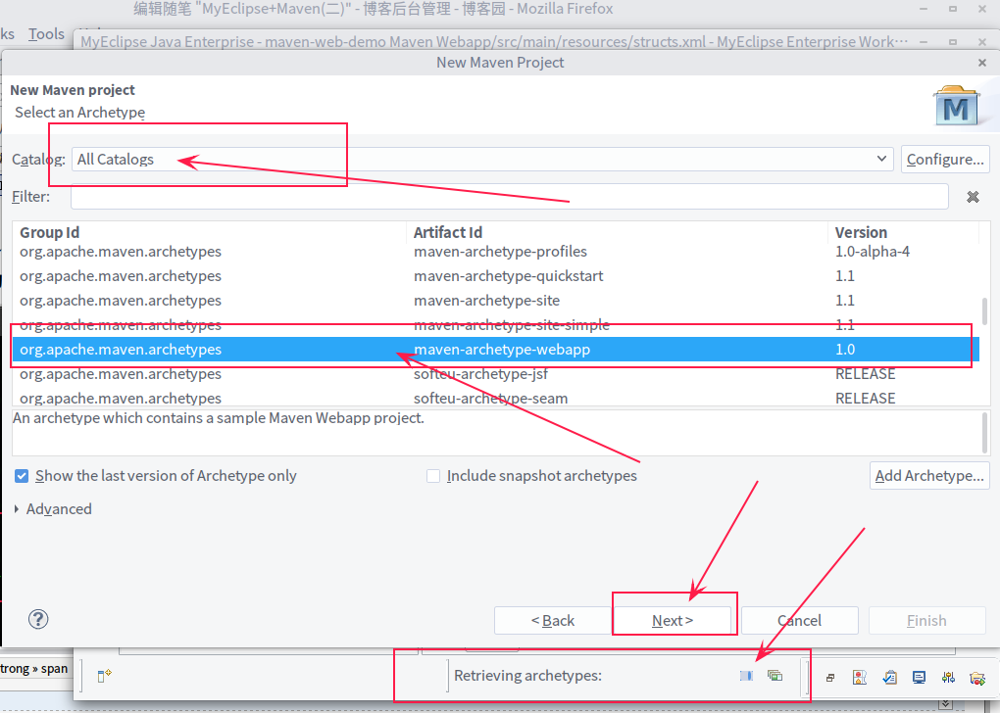 编辑随笔 "MyEclipse+Maven(二)" - 博客后台管理 - 博客园 - Mozilla Firefox
ks Tools
MyEclipse Java Enterprise - maven-web-demo Maven Webapp/src/main/resources/structs.xml - MyEclipse Enterprise Work···
New Maven Project
New Maven project
Select an Archetype
Catalog: All Catalogs Configure...
Filter:
Group Id Artifact Id Version
org.apache.maven.archetypes maven-archetype-profiles 1.0-alpha-4
org.apache.maven.archetypes maven-archetype-quickstart 1.1
org.apache.maven.archetypes maven-archetype-site 1.1
org.apache.maven.archetypes maven-archetype-site-simple 1.1
org.apache.maven.archetypes maven-archetype-webapp 1.0
org.apache.maven.archetypes softeu-archetype-jsf RELEASE
org.apache.maven.archetypes softeu-archetype-seam RELEASE
An archetype which contains a sample Maven Webapp project.
Show the last version of Archetype only Include snapshot archetypes Add Archetype...
Advanced
< Back Next > Cancel Finish
trong » span Retrieving archetypes: